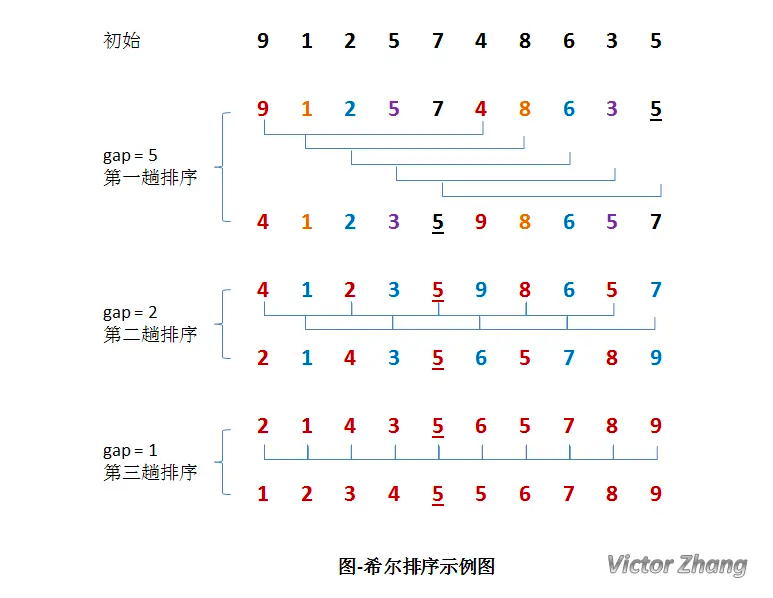 初始 9 1 2 5 7 4 8 6 3 5
9 1 2 5 7 4 8 6 3 5
gap = 5
第一趟排序
4 1 2 3 5 9 8 6 5 7
4 1 2 3 5 9 8 6 5 7
gap = 2
第二趟排序
2 1 4 3 5 6 5 7 8 9
2 1 4 3 5 6 5 7 8 9
gap = 1
第三趟排序
1 2 3 4 5 5 6 7 8 9
图-希尔排序示例图
Victor Zhang